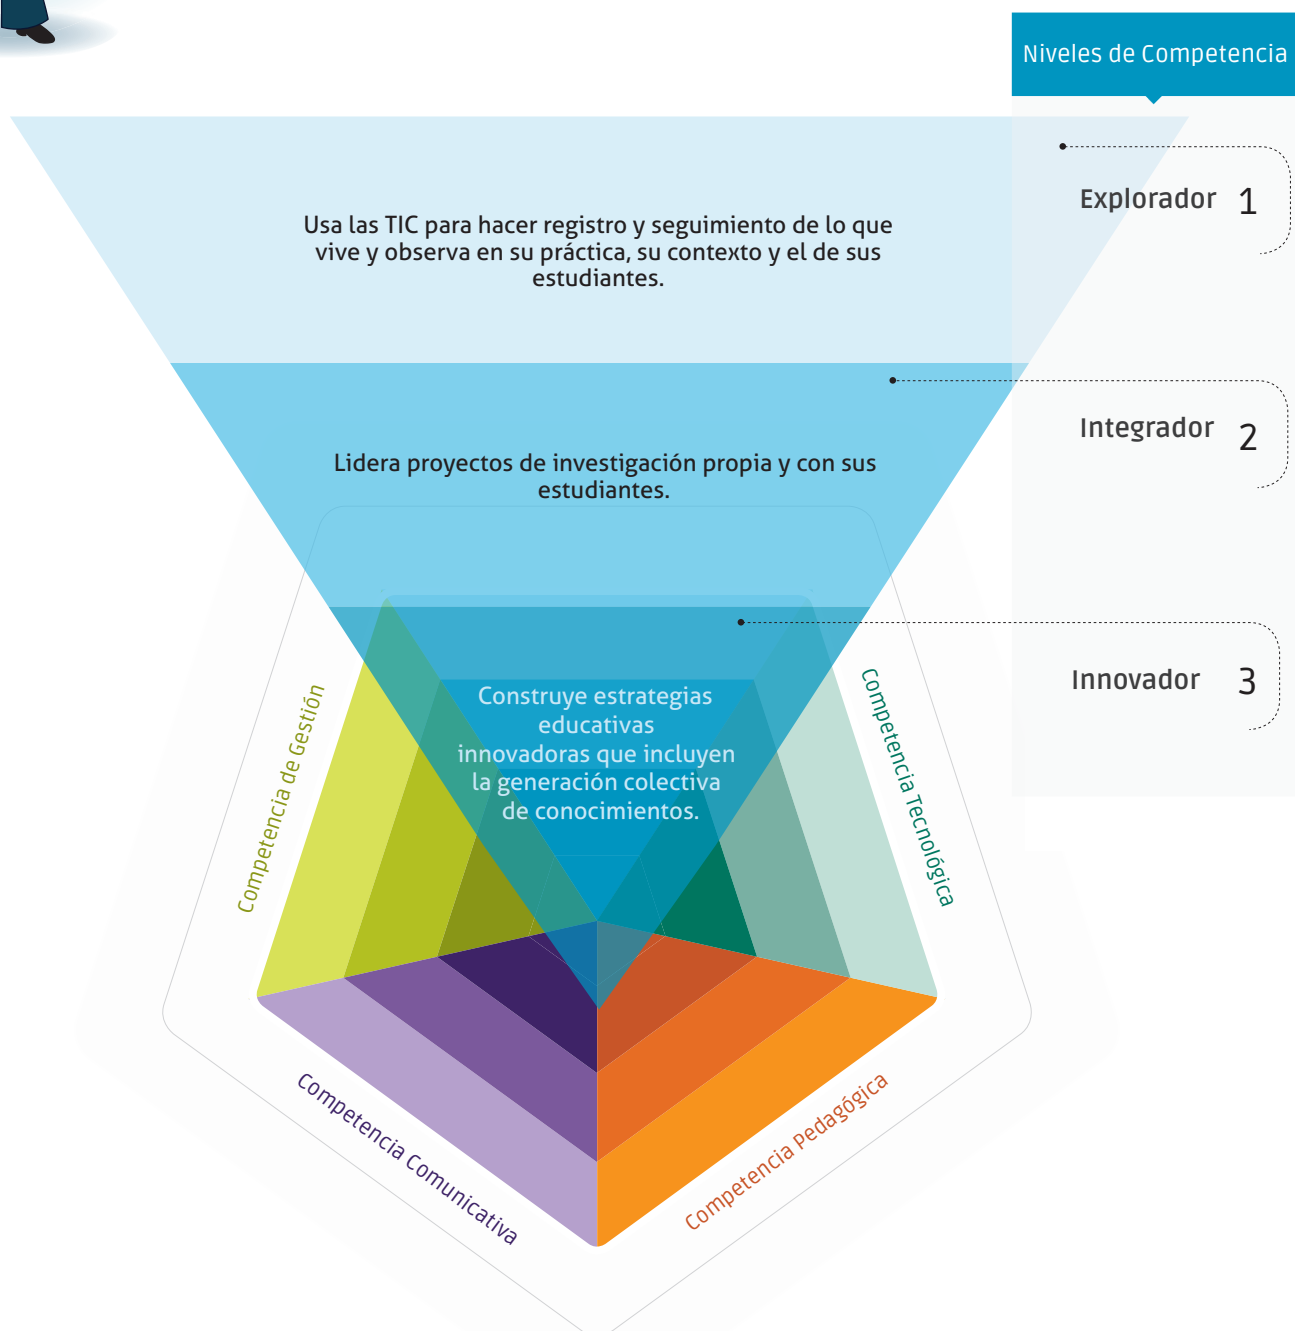 Niveles de Competencia
Usa las TIC para hacer registro y seguimiento de lo que
vive y observa en su práctica, su contexto y el de sus
estudiantes.
Explorador 1
Lidera proyectos de investigación propia y con sus
estudiantes.
Integrador 2
Construye estrategias
educativas
innovadoras que incluyen
la generación colectiva
de conocimientos.
Innovador 3
Competencia de Gestión
Competencia Tecnológica
Competencia Comunicativa
Competencia Pedagógica